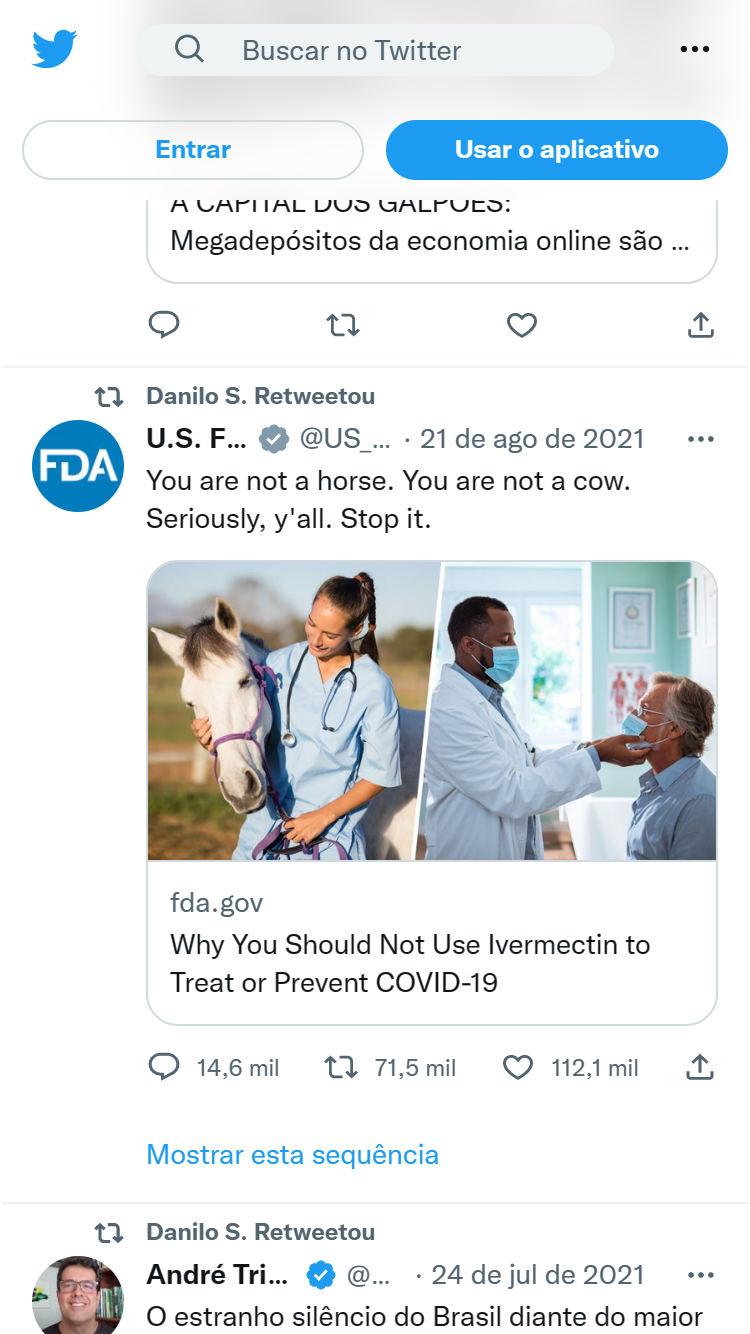 Buscar no Twitter
Entrar
Usar o aplicativo
A CAPITAL DOS GALPÕES:
Megadepósitos da economia online são ...
Danilo S. Retweetou
U.S. F... @US_... · 21 de ago de 2021
FDA
You are not a horse. You are not a cow.
Seriously, y'all. Stop it.
fda.gov
Why You Should Not Use Ivermectin to
Treat or Prevent COVID-19
14,6 mil 71,5 mil 112,1 mil
Mostrar esta sequência
Danilo S. Retweetou
André Tri... @... · 24 de jul de 2021
O estranho silêncio do Brasil diante do maior